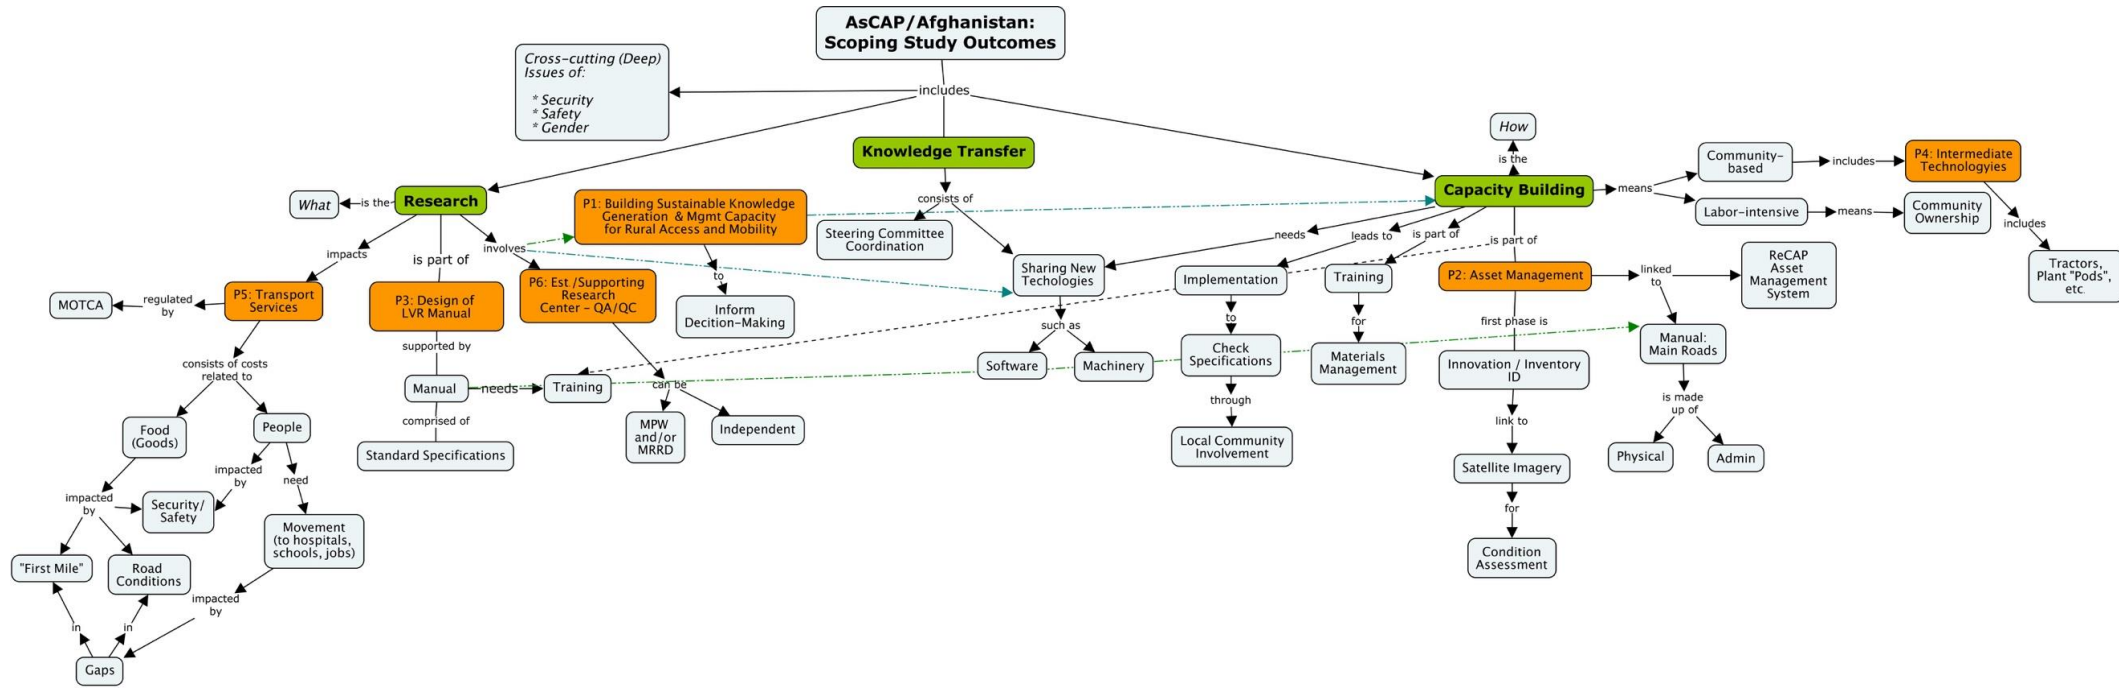 AsCAP/Afghanistan:
Scoping Study Outcomes
Cross-cutting (Deep)
Issues of:
* Security
* Safety
* Gender
includes
How
is the
Knowledge Transfer
Community-
based
includes
P4: Intermediate
Technologyies
What
is the
Research
P1: Building Sustainable Knowledge
Generation & Mgmt Capacity
for Rural Access and Mobility
consists of
Capacity Building
means
Labor-intensive
means
Community
Ownership
includes
impacts
is part of
involves
Steering Committee
Coordination
needs
leads to
is part of
is part of
MOTCA
regulated
by
P5: Transport
Services
P3: Design of
LVR Manual
P6: Est /Supporting
Research
Center - QA/QC
to
Inform
Decition-Making
Sharing New
Techologies
Implementation
Training
P2: Asset Management
linked
to
ReCAP
Asset
Management
System
Tractors,
Plant "Pods",
etc.
consists of costs
related to
supported by
such as
to
for
first phase is
Manual:
Main Roads
Manual
needs
Training
can be
Software
Machinery
Check
Specifications
Materials
Management
Innovation / Inventory
ID
Food
(Goods)
People
comprised of
MPW
and/or
MRRD
Independent
through
link to
is made
up of
Standard Specifications
Local Community
Involvement
Satellite Imagery
Physical
Admin
impacted
by
impacted
by
need
Security/
Safety
Movement
(to hospitals,
schools, jobs)
for
"First Mile"
Road
Conditions
Condition
Assessment
impacted
by
in
in
Gaps